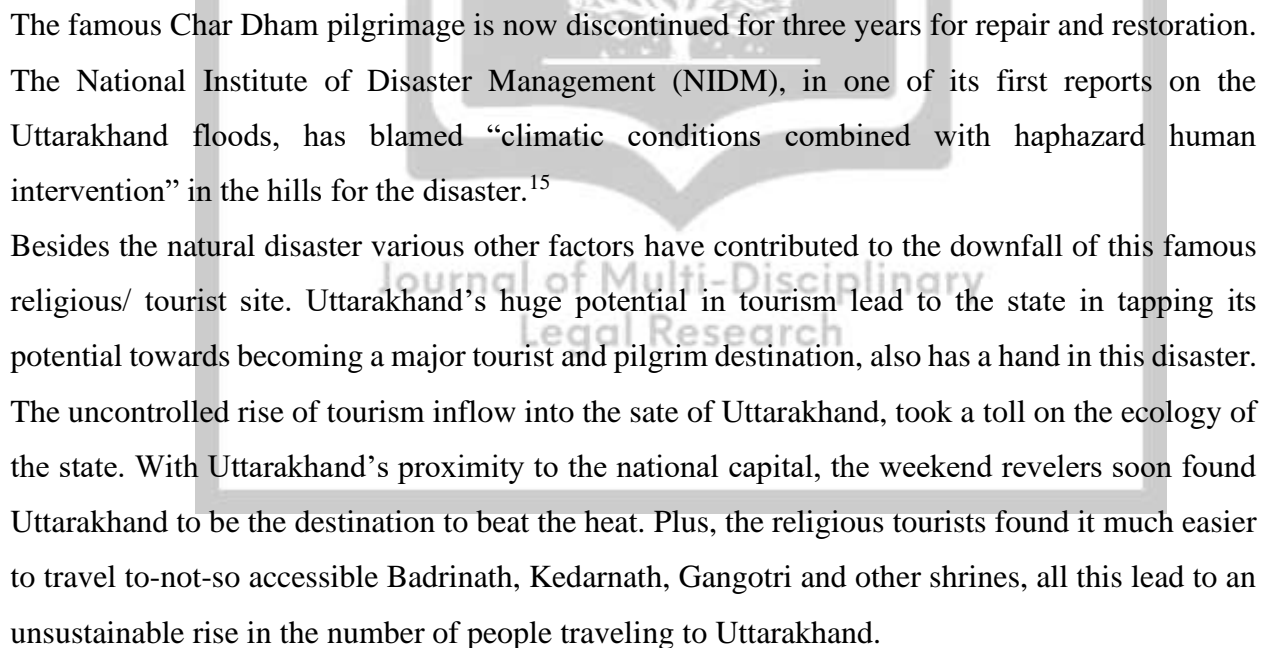 The famous Char Dham pilgrimage is now discontinued for three years for repair and restoration.
The National Institute of Disaster Management (NIDM), in one of its first reports on the
Uttarakhand floods, has blamed “climatic conditions combined with haphazard human
intervention” in the hills for the disaster.15
Besides the natural disaster various other factors have contributed to the downfall of this famous
Journal of Multi-Disciplinary
religious/ tourist site. Uttarakhand’s huge potential in tourism lead to the state in tapping its
Legal Research
potential towards becoming a major tourist and pilgrim destination, also has a hand in this disaster.
The uncontrolled rise of tourism inflow into the sate of Uttarakhand, took a toll on the ecology of
the state. With Uttarakhand’s proximity to the national capital, the weekend revelers soon found
Uttarakhand to be the destination to beat the heat. Plus, the religious tourists found it much easier
to travel to-not-so accessible Badrinath, Kedarnath, Gangotri and other shrines, all this lead to an
unsustainable rise in the number of people traveling to Uttarakhand.